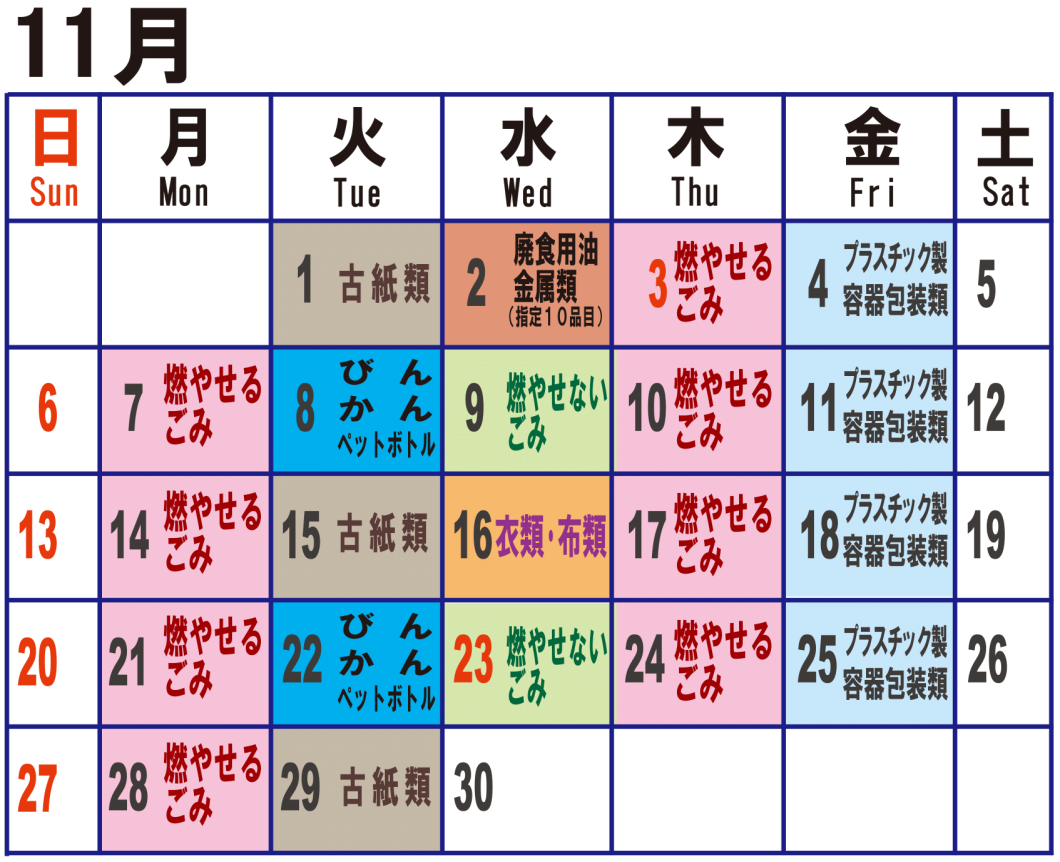 11月
日 月 火 水 木 金 土
Sun Mon Tue Wed Thu Fri Sat
1 古紙類
2 廃食用油
金属類
(指定10品目)
3 燃やせる
ごみ
4 プラスチック製
容器包装類
5
6
7 燃やせる
ごみ
8 びん
かん
ペットボトル
9 燃やせない
ごみ
10 燃やせる
ごみ
11 プラスチック製
容器包装類
12
13
14 燃やせる
ごみ
15 古紙類
16 衣類・布類
17 燃やせる
ごみ
18 プラスチック製
容器包装類
19
20
21 燃やせる
ごみ
22 びん
かん
ペットボトル
23 燃やせない
ごみ
24 燃やせる
ごみ
25 プラスチック製
容器包装類
26
27
28 燃やせる
ごみ
29 古紙類
30